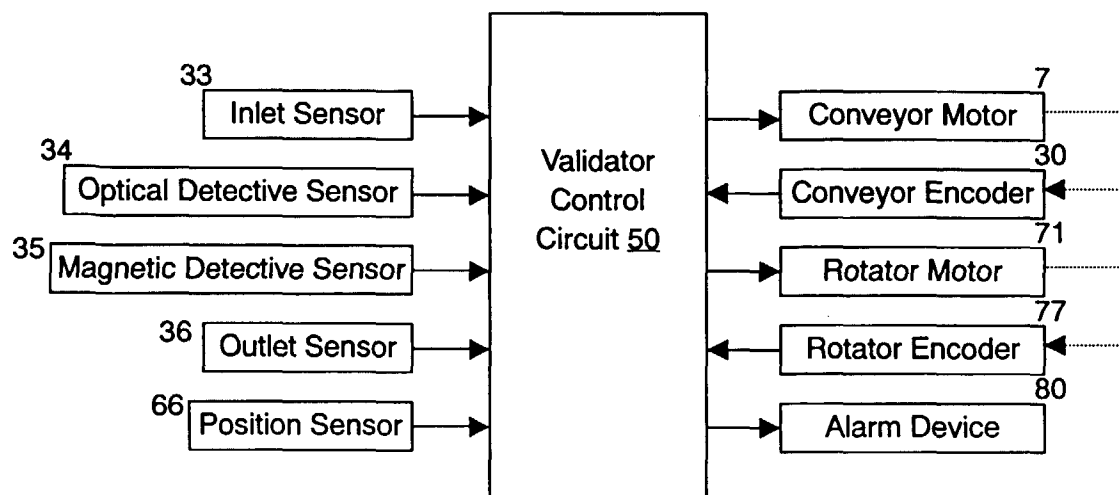 33
Inlet Sensor
34
Optical Detective Sensor
35
Magnetic Detective Sensor
36
Outlet Sensor
66
Position Sensor
Validator
Control
Circuit 50
7
Conveyor Motor
30
Conveyor Encoder
71
Rotator Motor
77
Rotator Encoder
80
Alarm Device